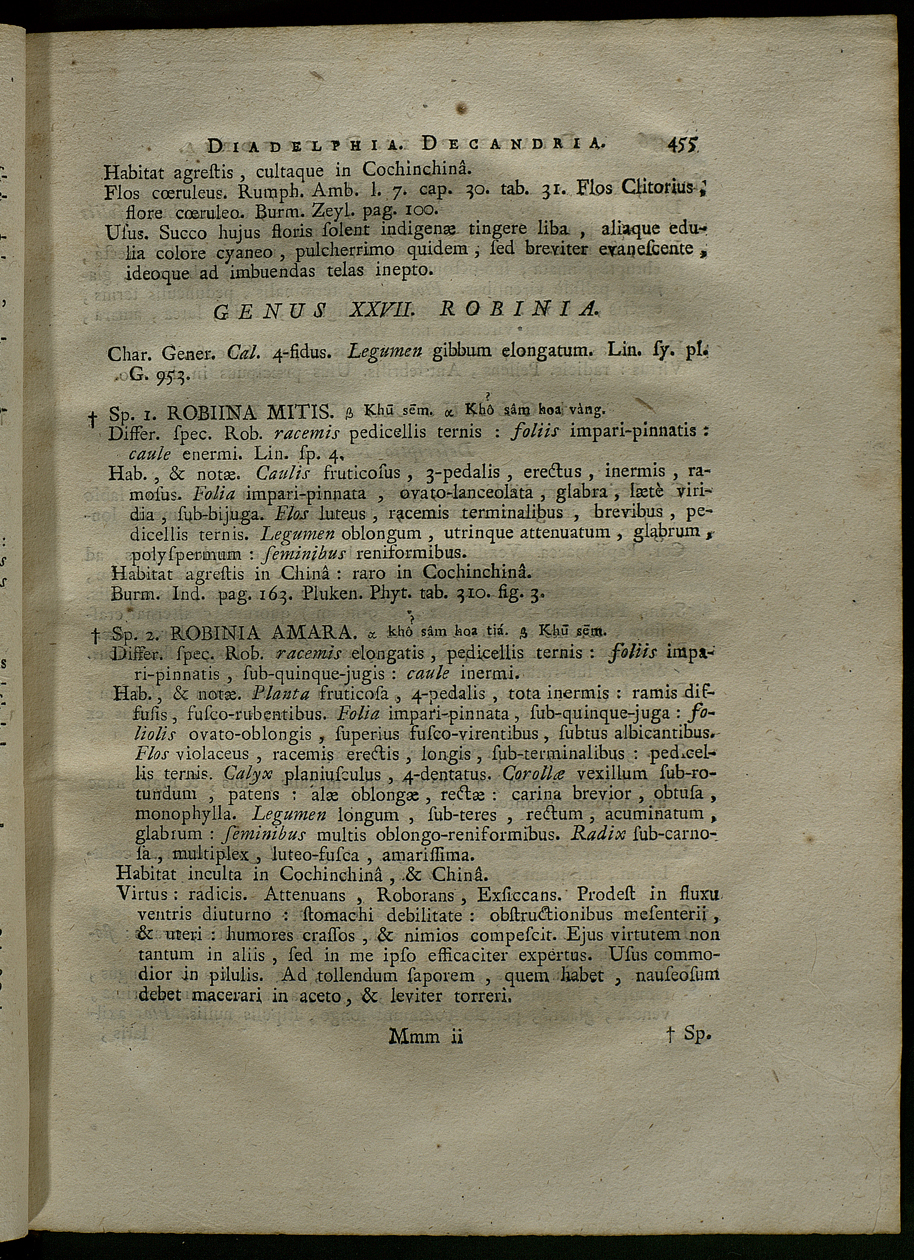 DIADELPHIA. DECANDRIA. 455
Habitat agreſtis, cultaque in Cochinchinâ.
Flos cœruleus. Rumph. Amb. l. 7. cap. 30. tab. 31. Flos Clitorius,
flore cœruleo. Burm. Zeyl. pag. 100.
Uſus. Succo hujus floris ſolent indigenæ tingere liba, aliaque edu-
lia colore cyaneo, pulcherrimo quidem, ſed breviter evaneſcente,
ideoque ad imbuendas telas inepto.
GENUS XXVII. ROBINIA.
Char. Gener. Cal. 4-fidus. Legumen gibbum elongatum. Lin. ſy. pl.
G. 953.
† Sp. 1. ROBIINA MITIS. β Khū sēm. α Khỏ sâm hoa vàng.
Differ. ſpec. Rob. racemis pedicellis ternis : foliis impari-pinnatis :
caule enermi. Lin. ſp. 4.
Hab., & notæ. Caulis fruticoſus, 3-pedalis, erectus, inermis, ra-
moſus. Folia impari-pinnata, ovato-lanceolata, glabra, lætè viri-
dia, ſub-bijuga. Flos luteus, racemis terminalibus, brevibus, pe-
dicellis ternis. Legumen oblongum, utrinque attenuatum, glabrum,
polyſpermum : ſeminibus reniformibus.
Habitat agreſtis in Chinâ : raro in Cochinchinâ.
Burm. Ind. pag. 163. Pluken. Phyt. tab. 310. fig. 3.
† Sp. 2. ROBINIA AMARA. α khỏ sâm hoa tiá. β Khū sēm.
Differ. ſpec. Rob. racemis elongatis, pedicellis ternis : foliis impa-
ri-pinnatis, ſub-quinque-jugis : caule inermi.
Hab., & notæ. Planta fruticoſa, 4-pedalis, tota inermis : ramis dif-
fuſis, fuſco-rubentibus. Folia impari-pinnata, ſub-quinque-juga : fo-
liolis ovato-oblongis, ſuperius fuſco-virentibus, ſubtus albicantibus.
Flos violaceus, racemis erectis, longis, ſub-terminalibus : pedicel-
lis ternis. Calyx planiuſculus, 4-dentatus. Corollæ vexillum ſub-ro-
tundum, patens : alæ oblongæ, rectæ : carina brevior, obtuſa,
monophylla. Legumen longum, ſub-teres, rectum, acuminatum,
glabrum : ſeminibus multis oblongo-reniformibus. Radix ſub-carno-
ſa, multiplex, luteo-fuſca, amariſſima.
Habitat inculta in Cochinchinâ, & Chinâ.
Virtus : radicis. Attenuans, Roborans, Exſiccans. Prodeſt in fluxu
ventris diuturno : ſtomachi debilitate : obſtructionibus meſenterii,
& uteri : humores craſſos, & nimios compeſcit. Ejus virtutem non
tantum in aliis, ſed in me ipſo efficaciter expertus. Uſus commo-
dior in pilulis. Ad tollendum ſaporem, quem habet, nauſeoſum
debet macerari in aceto, & leviter torreri.
Mmm ii † Sp.